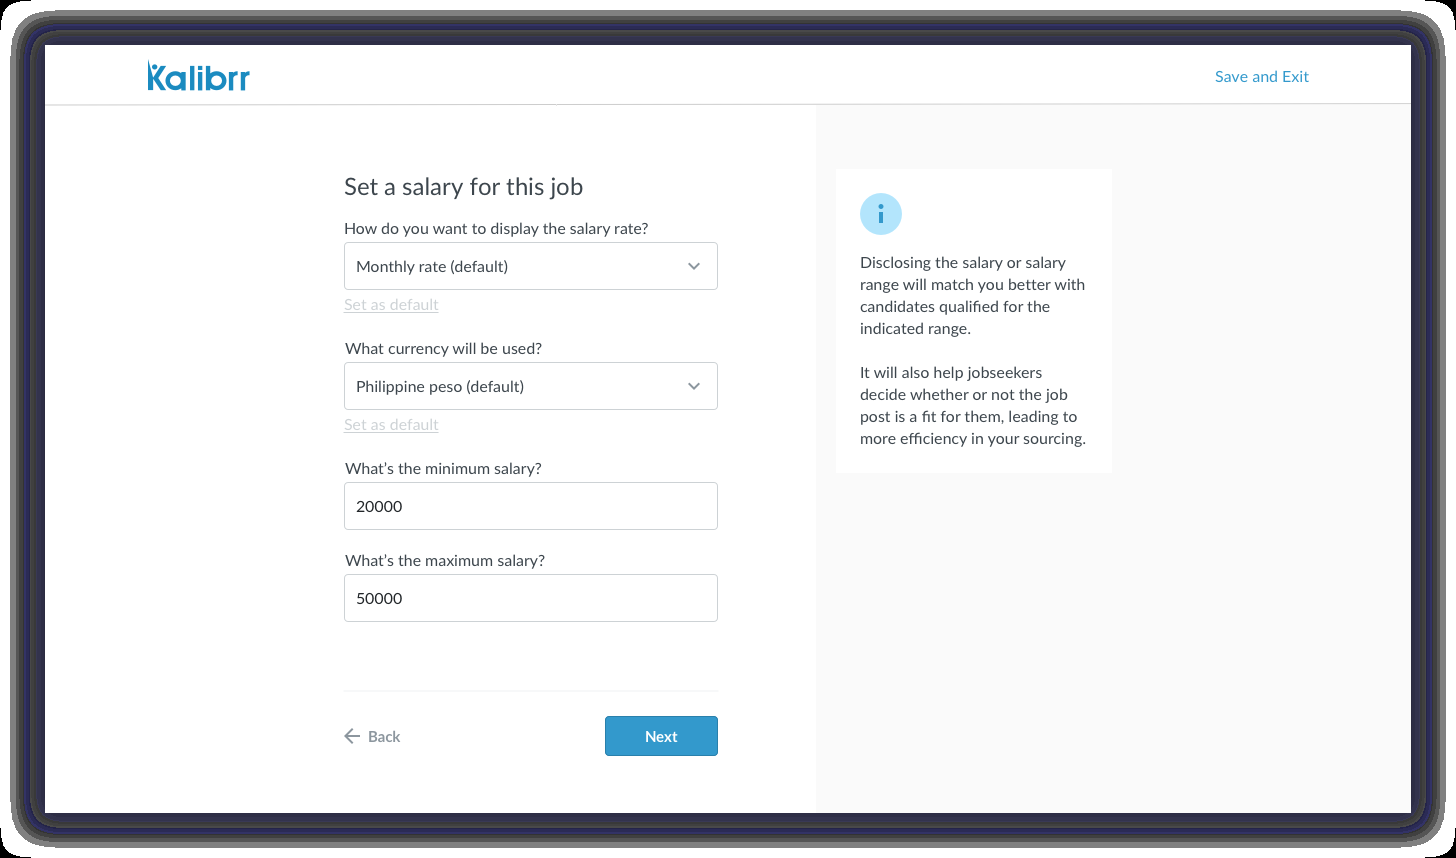 Kalibrr
Save and Exit
Set a salary for this job
How do you want to display the salary rate?
Monthly rate (default)
Set as default
What currency will be used?
Philippine peso (default)
Set as default
What's the minimum salary?
20000
What's the maximum salary?
50000
Back
Next
Disclosing the salary or salary
range will match you better with
candidates qualified for the
indicated range.
It will also help jobseekers
decide whether or not the job
post is a fit for them, leading to
more efficiency in your sourcing.